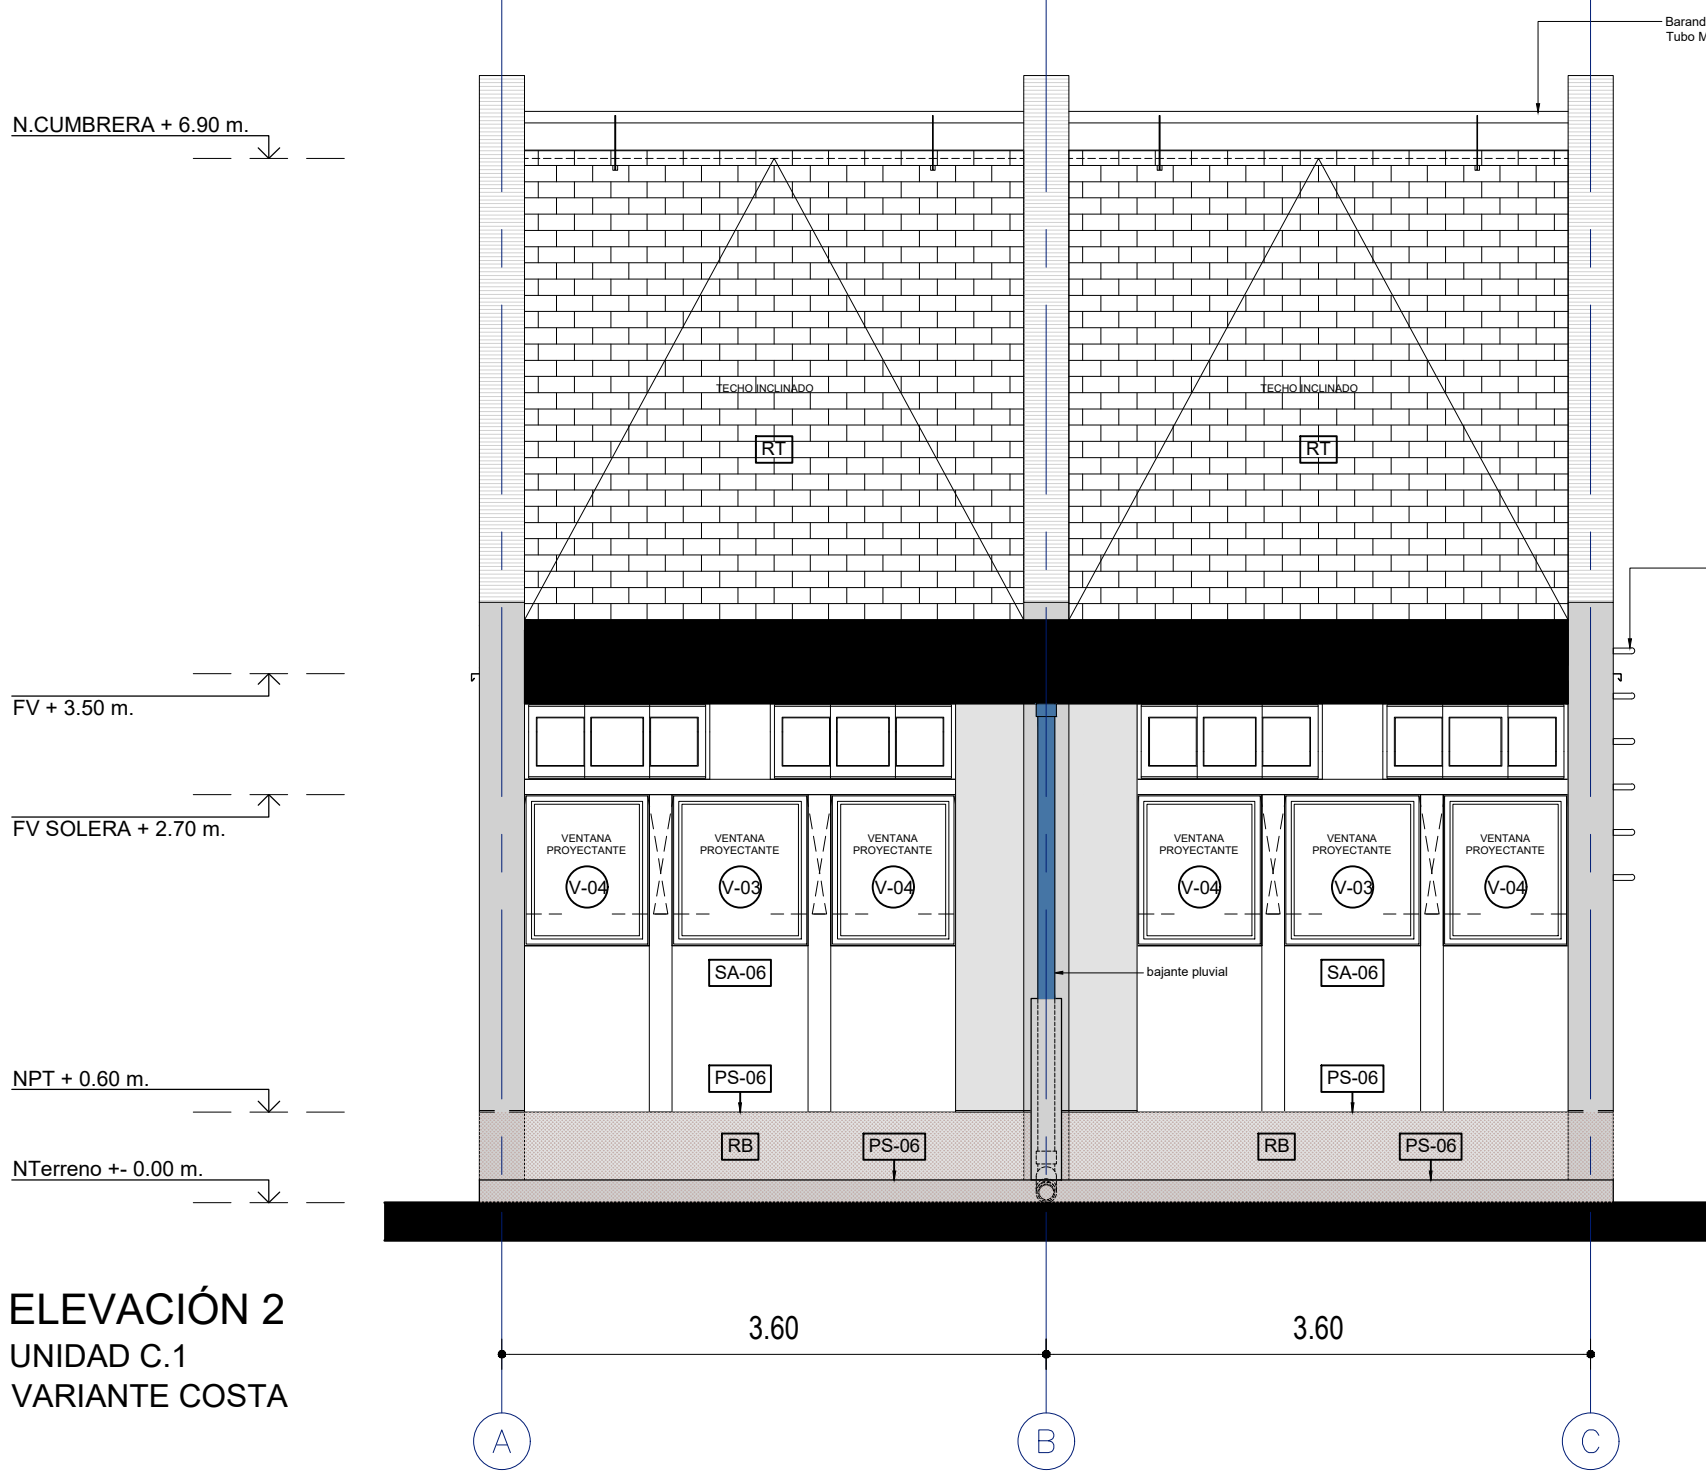 Barand
Tubo M
N.CUMBRERA + 6.90 m.
TECHO INCLINADO
TECHO INCLINADO
RT
RT
FV + 3.50 m.
FV SOLERA + 2.70 m.
VENTANA
PROYECTANTE
V-04
VENTANA
PROYECTANTE
V-03
VENTANA
PROYECTANTE
V-04
VENTANA
PROYECTANTE
V-04
VENTANA
PROYECTANTE
V-03
VENTANA
PROYECTANTE
V-04
SA-06
bajante pluvial
SA-06
NPT + 0.60 m.
PS-06
PS-06
RB
PS-06
RB
PS-06
NTerreno +- 0.00 m.
ELEVACIÓN 2
UNIDAD C.1
VARIANTE COSTA
3.60
3.60
A
B
C